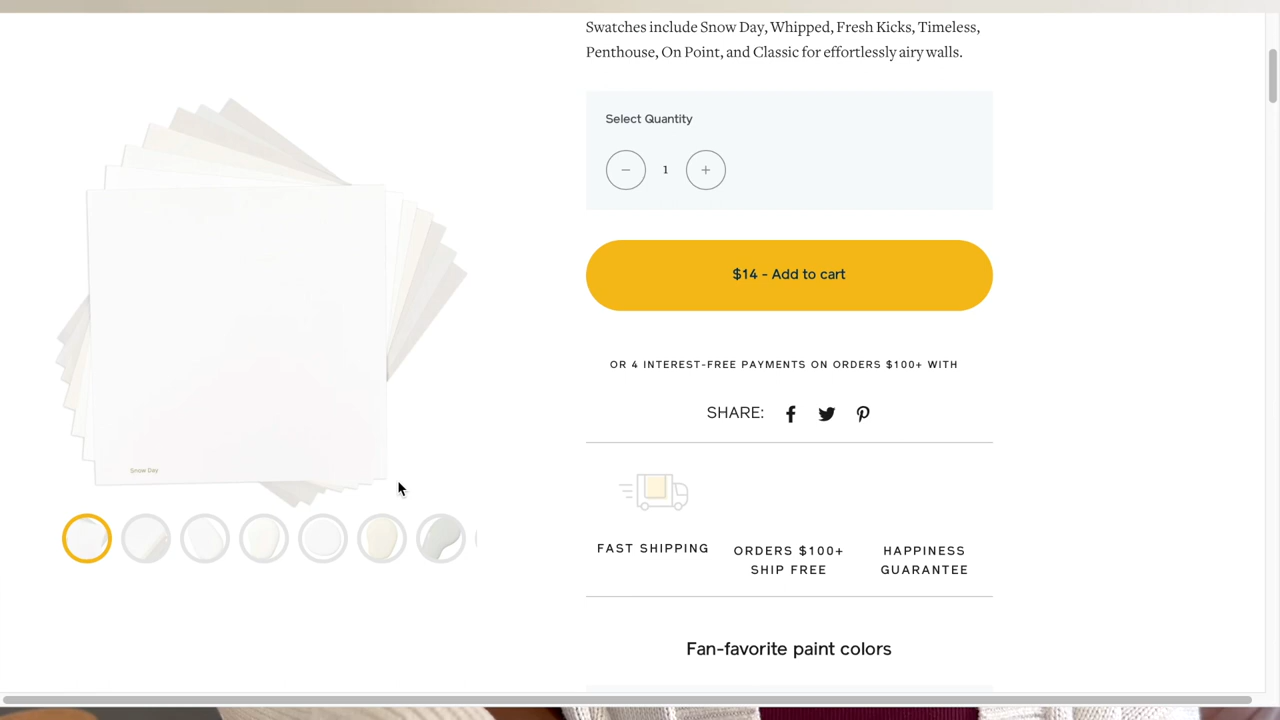 Swatches include Snow Day, Whipped, Fresh Kicks, Timeless,
Penthouse, On Point, and Classic for effortlessly airy walls.
Select Quantity
1
$14 - Add to cart
OR 4 INTEREST-FREE PAYMENTS ON ORDERS $100+ WITH
SHARE:
Snow Day
FAST SHIPPING
ORDERS $100+
SHIP FREE
HAPPINESS
GUARANTEE
Fan-favorite paint colors